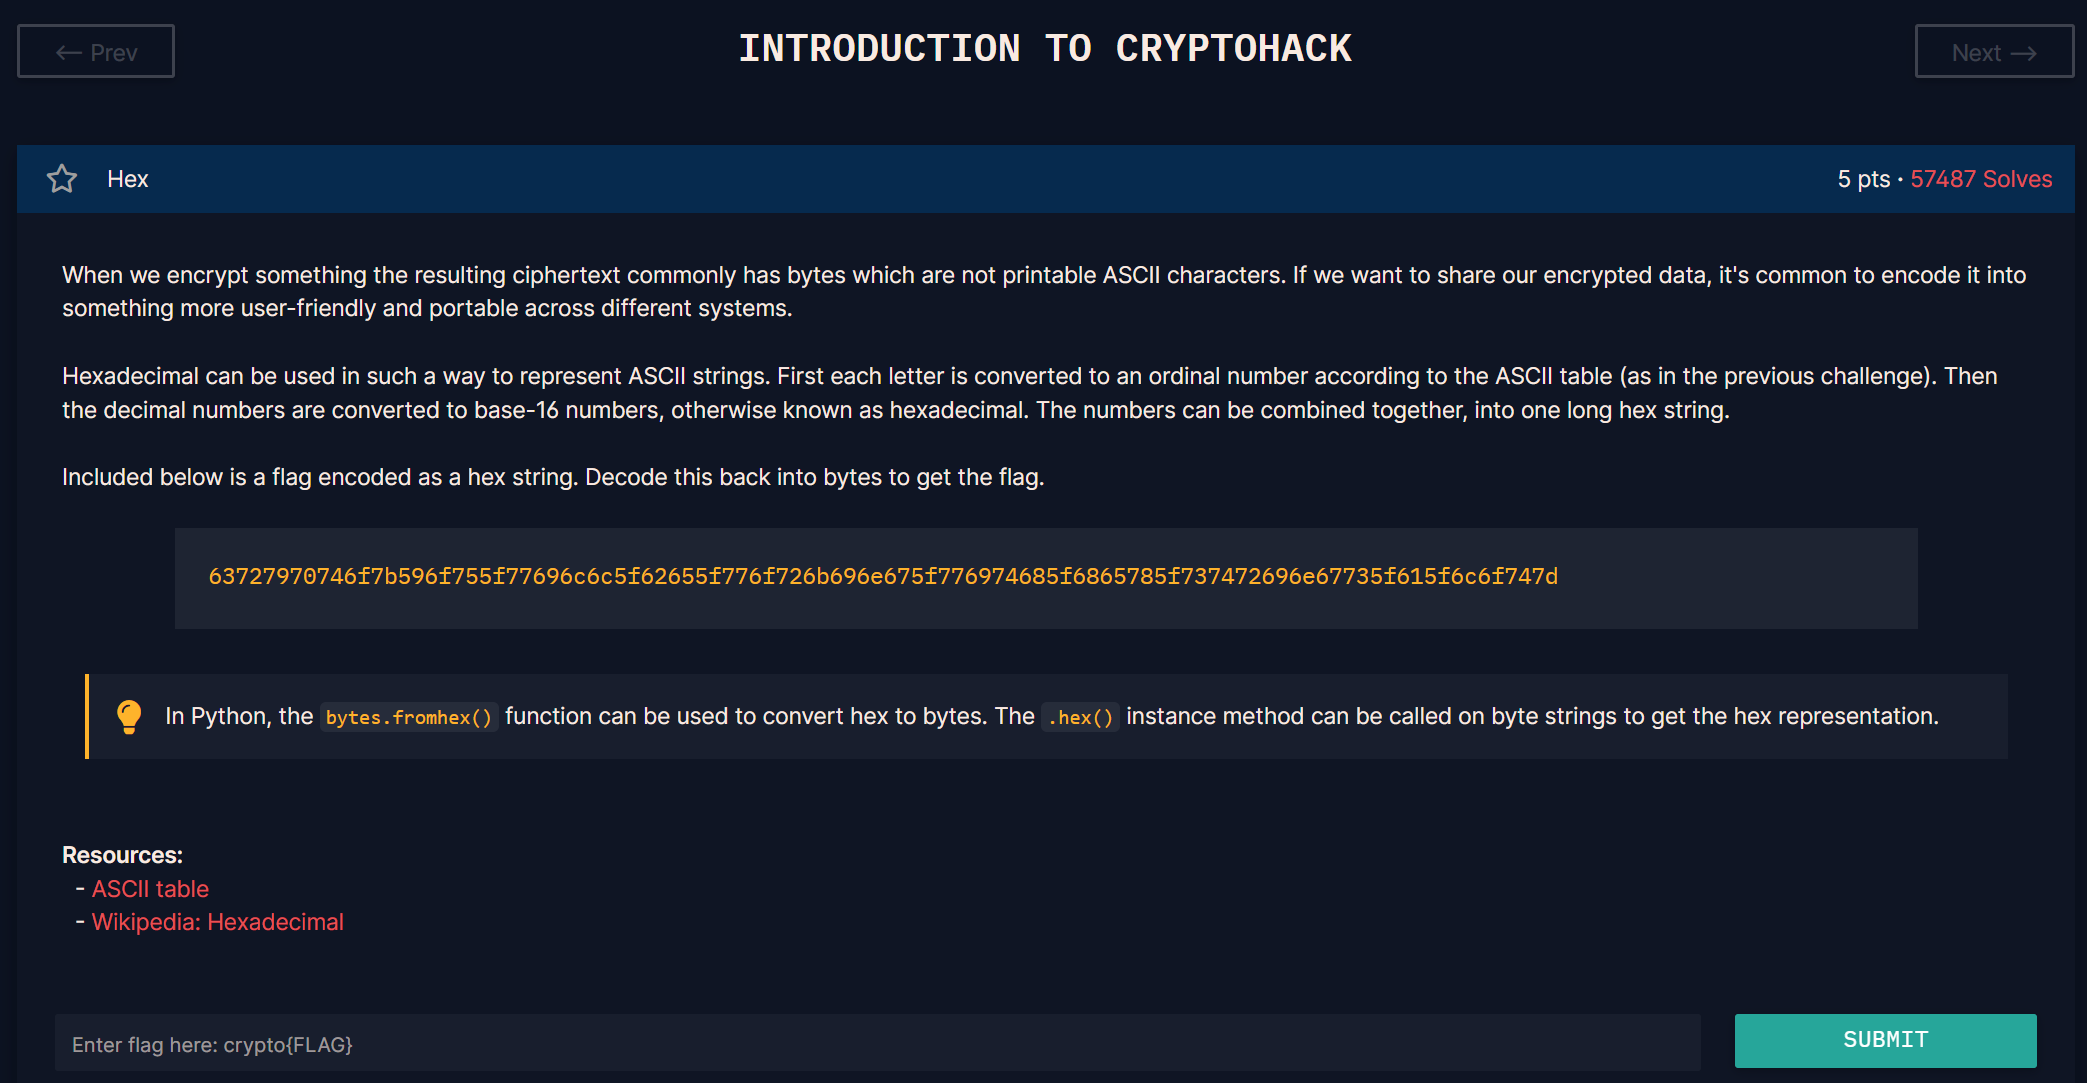 ← Prev
INTRODUCTION TO CRYPTOHACK
Next →
Hex
5 pts · 57487 Solves
When we encrypt something the resulting ciphertext commonly has bytes which are not printable ASCII characters. If we want to share our encrypted data, it's common to encode it into
something more user-friendly and portable across different systems.
Hexadecimal can be used in such a way to represent ASCII strings. First each letter is converted to an ordinal number according to the ASCII table (as in the previous challenge). Then
the decimal numbers are converted to base-16 numbers, otherwise known as hexadecimal. The numbers can be combined together, into one long hex string.
Included below is a flag encoded as a hex string. Decode this back into bytes to get the flag.
63727970746f7b596f755f77696c6c5f62655f776f726b696e675f776974685f6865785f737472696e67735f615f6c6f747d
In Python, the bytes.fromhex() function can be used to convert hex to bytes. The .hex() instance method can be called on byte strings to get the hex representation.
Resources:
- ASCII table
- Wikipedia: Hexadecimal
Enter flag here: crypto{FLAG}
SUBMIT